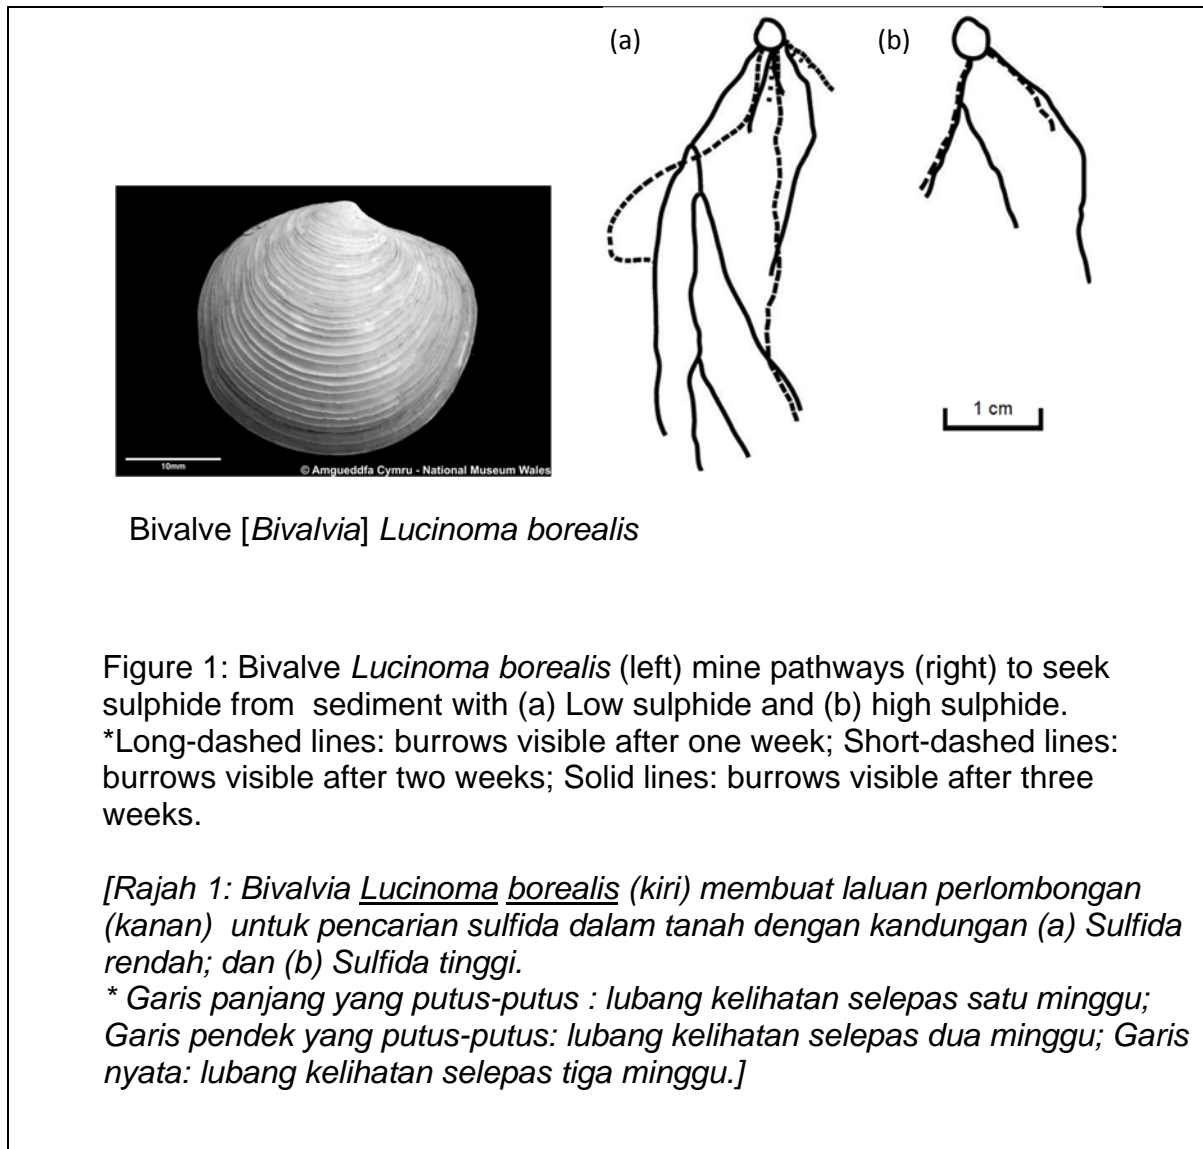 (a)
(b)
1 cm
10mm
© Amgueddfa Cymru - National Museum Wales
Bivalve [Bivalvia] Lucinoma borealis
Figure 1: Bivalve Lucinoma borealis (left) mine pathways (right) to seek
sulphide from sediment with (a) Low sulphide and (b) high sulphide.
*Long-dashed lines: burrows visible after one week; Short-dashed lines:
burrows visible after two weeks; Solid lines: burrows visible after three
weeks.
[Rajah 1: Bivalvia Lucinoma borealis (kiri) membuat laluan perlombongan
(kanan) untuk pencarian sulfida dalam tanah dengan kandungan (a) Sulfida
rendah; dan (b) Sulfida tinggi.
* Garis panjang yang putus-putus : lubang kelihatan selepas satu minggu;
Garis pendek yang putus-putus: lubang kelihatan selepas dua minggu; Garis
nyata: lubang kelihatan selepas tiga minggu.]